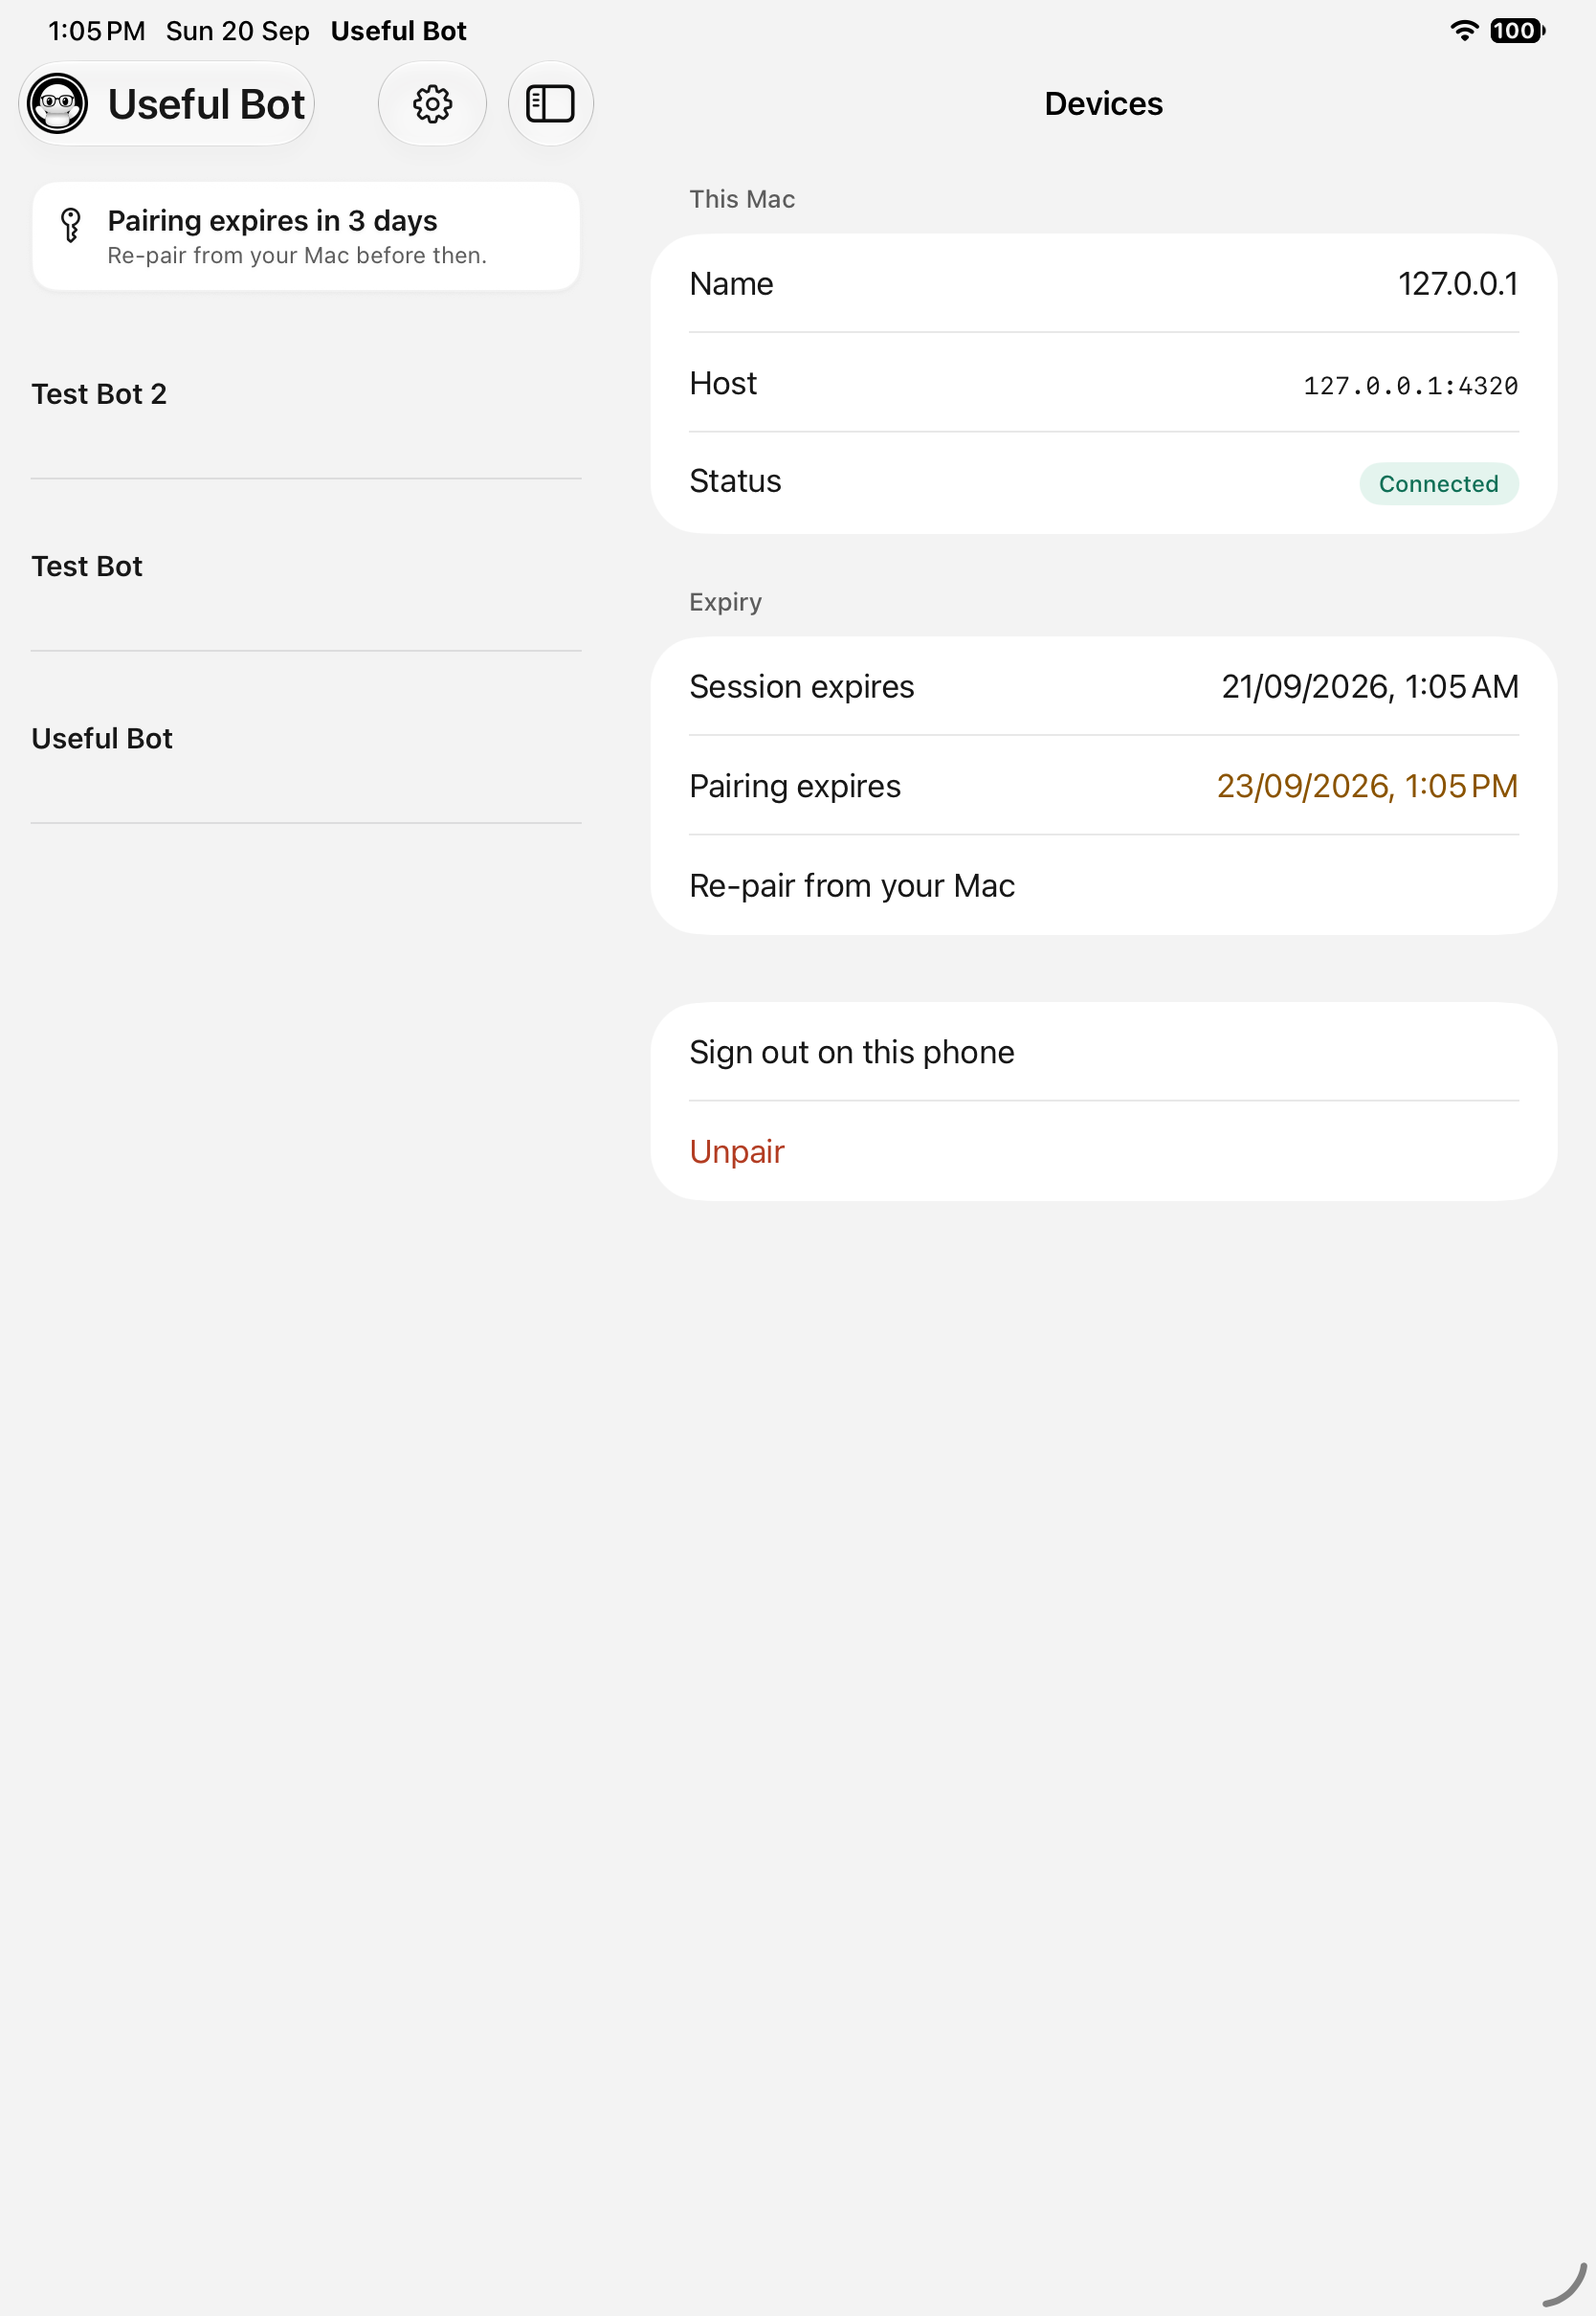 1:05 PM Sun 20 Sep Useful Bot
100
Useful Bot
Pairing expires in 3 days
Re-pair from your Mac before then.
Test Bot 2
Test Bot
Useful Bot
Devices
This Mac
Name 127.0.0.1
Host 127.0.0.1:4320
Status Connected
Expiry
Session expires 21/09/2026, 1:05 AM
Pairing expires 23/09/2026, 1:05 PM
Re-pair from your Mac
Sign out on this phone
Unpair